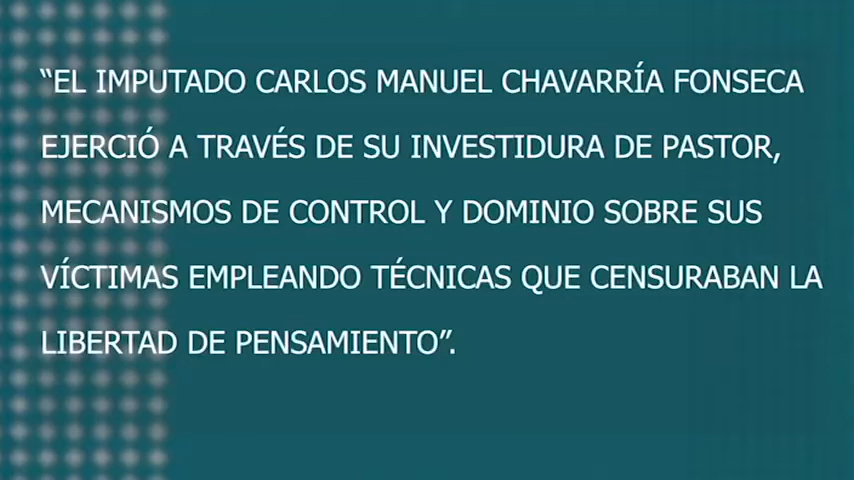 “EL IMPUTADO CARLOS MANUEL CHAVARRÍA FONSECA
EJERCIÓ A TRAVÉS DE SU INVESTIDURA DE PASTOR,
MECANISMOS DE CONTROL Y DOMINIO SOBRE SUS
VÍCTIMAS EMPLEANDO TÉCNICAS QUE CENSURABAN LA
LIBERTAD DE PENSAMIENTO”.